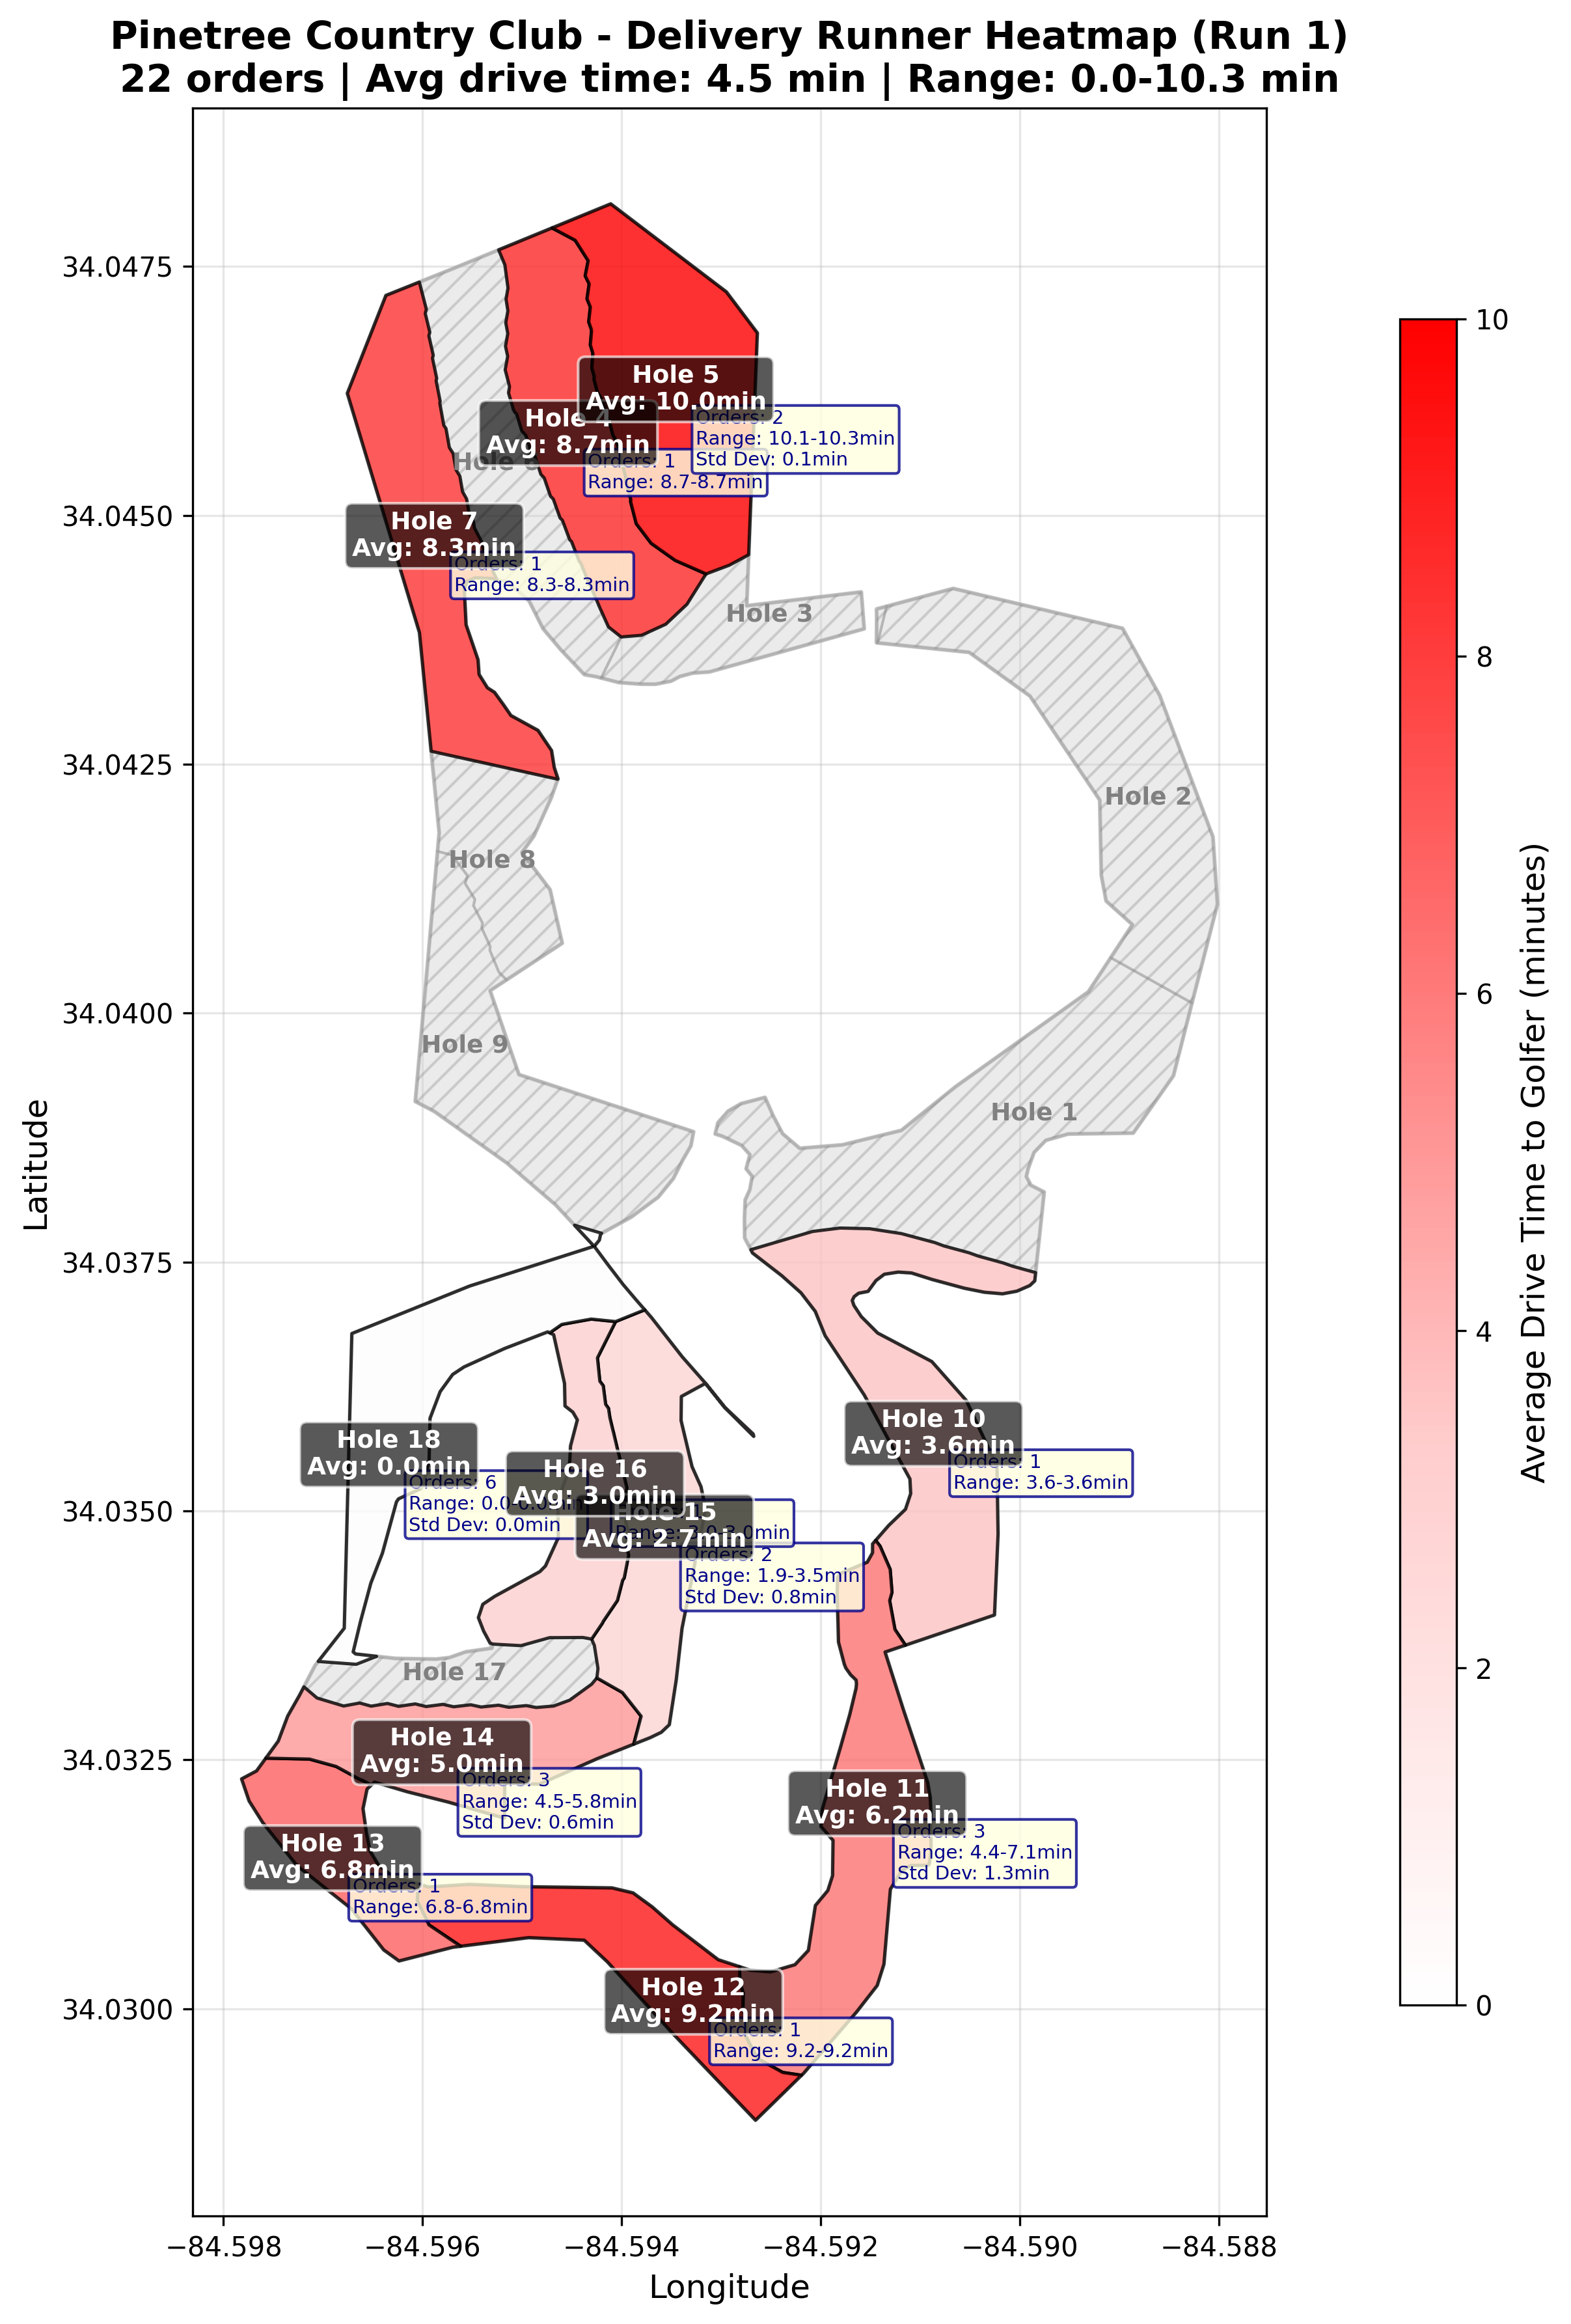 Pinetree Country Club - Delivery Runner Heatmap (Run 1)
22 orders | Avg drive time: 4.5 min | Range: 0.0-10.3 min
Latitude
34.0475
34.0450
34.0425
34.0400
34.0375
34.0350
34.0325
34.0300
Hole 5
Avg: 10.0min
Orders: 2
Range: 10.1-10.3min
Std Dev: 0.1min
Hole 4
Avg: 8.7min
Orders: 1
Range: 8.7-8.7min
Hole
Hole 7
Avg: 8.3min
Orders: 1
Range: 8.3-8.3min
Hole 3
Hole 2
Hole 8
Hole 9
Hole 1
Hole 10
Avg: 3.6min
Orders: 1
Range: 3.6-3.6min
Hole 18
Avg: 0.0min
Orders: 6
Range: 0.0-0.0min
Std Dev: 0.0min
Hole 16
Avg: 3.0min
Range: 3.0-3.0min
Hole 15
Avg: 2.7min
Orders: 2
Range: 1.9-3.5min
Std Dev: 0.8min
Hole 17
Hole 14
Avg: 5.0min
Orders: 3
Range: 4.5-5.8min
Std Dev: 0.6min
Hole 11
Avg: 6.2min
Orders: 3
Range: 4.4-7.1min
Std Dev: 1.3min
Hole 13
Avg: 6.8min
Orders: 1
Range: 6.8-6.8min
Hole 12
Avg: 9.2min
Orders: 1
Range: 9.2-9.2min
−84.598
−84.596
−84.594
−84.592
−84.590
−84.588
Longitude
10
8
6
4
2
0
Average Drive Time to Golfer (minutes)